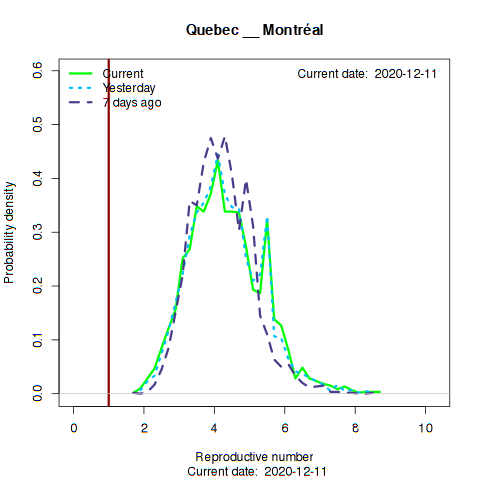 Quebec __ Montréal
Current date:  2020-12-11
Current
Yesterday
7 days ago
Probability density
0.6
0.5
0.4
0.3
0.2
0.1
0.0
0 2 4 6 8 10
Reproductive number
Current date:  2020-12-11